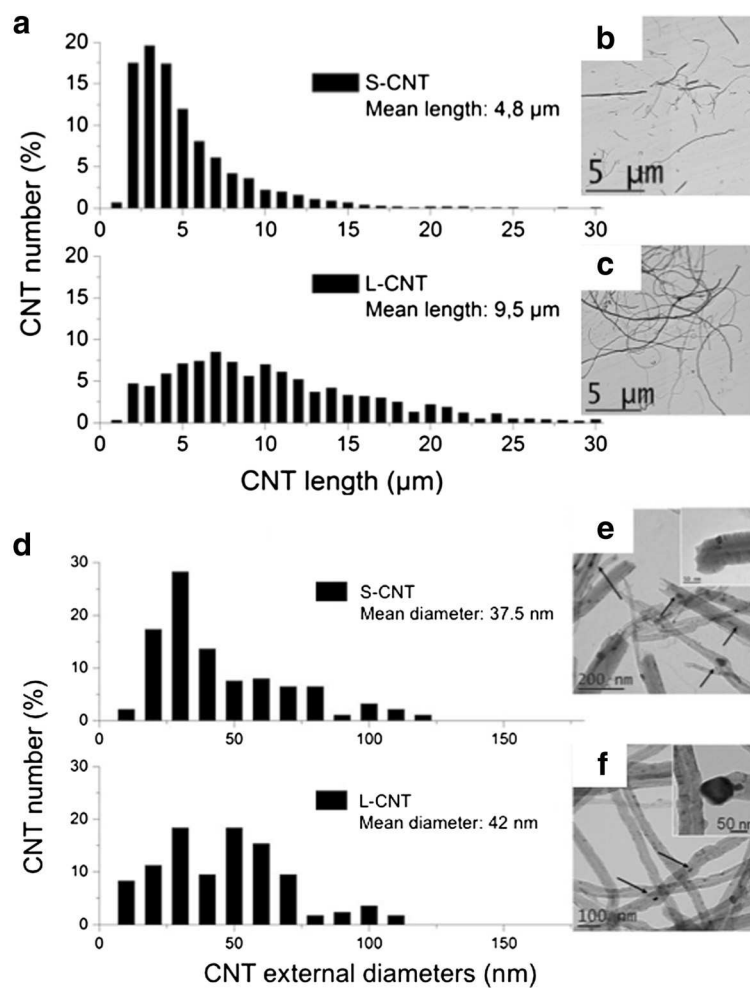 a
20
15
10
5
0
CNT number (%)
S-CNT
Mean length: 4,8 µm
0 5 10 15 20 25 30
20
15
10
5
0
L-CNT
Mean length: 9,5 µm
0 5 10 15 20 25 30
CNT length (µm)
b
5 µm
c
5 µm
d
30
20
10
0
CNT number (%)
S-CNT
Mean diameter: 37.5 nm
0 50 100 150
30
20
10
0
L-CNT
Mean diameter: 42 nm
0 50 100 150
CNT external diameters (nm)
e
200 nm
f
50 nm
100 nm